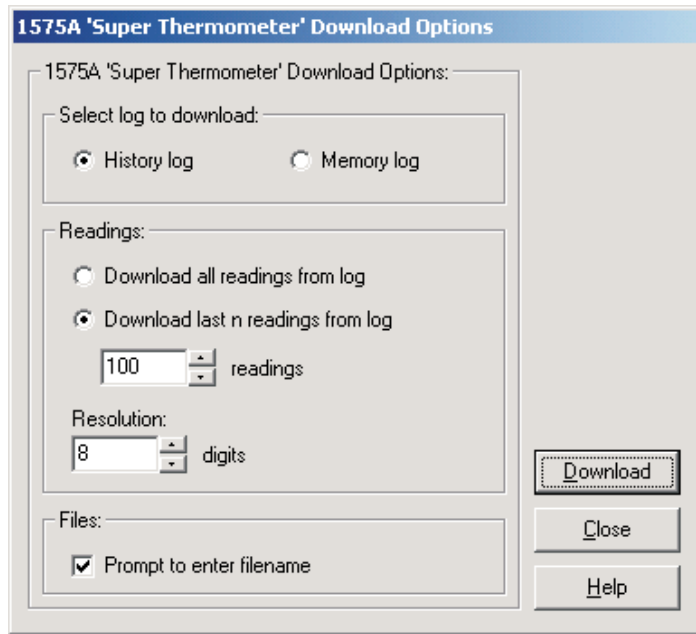 1575A 'Super Thermometer' Download Options
1575A 'Super Thermometer' Download Options:
Select log to download:
History log Memory log
Readings:
Download all readings from log
Download last n readings from log
100 readings
Resolution:
8 digits
Files:
Prompt to enter filename
Download
Close
Help